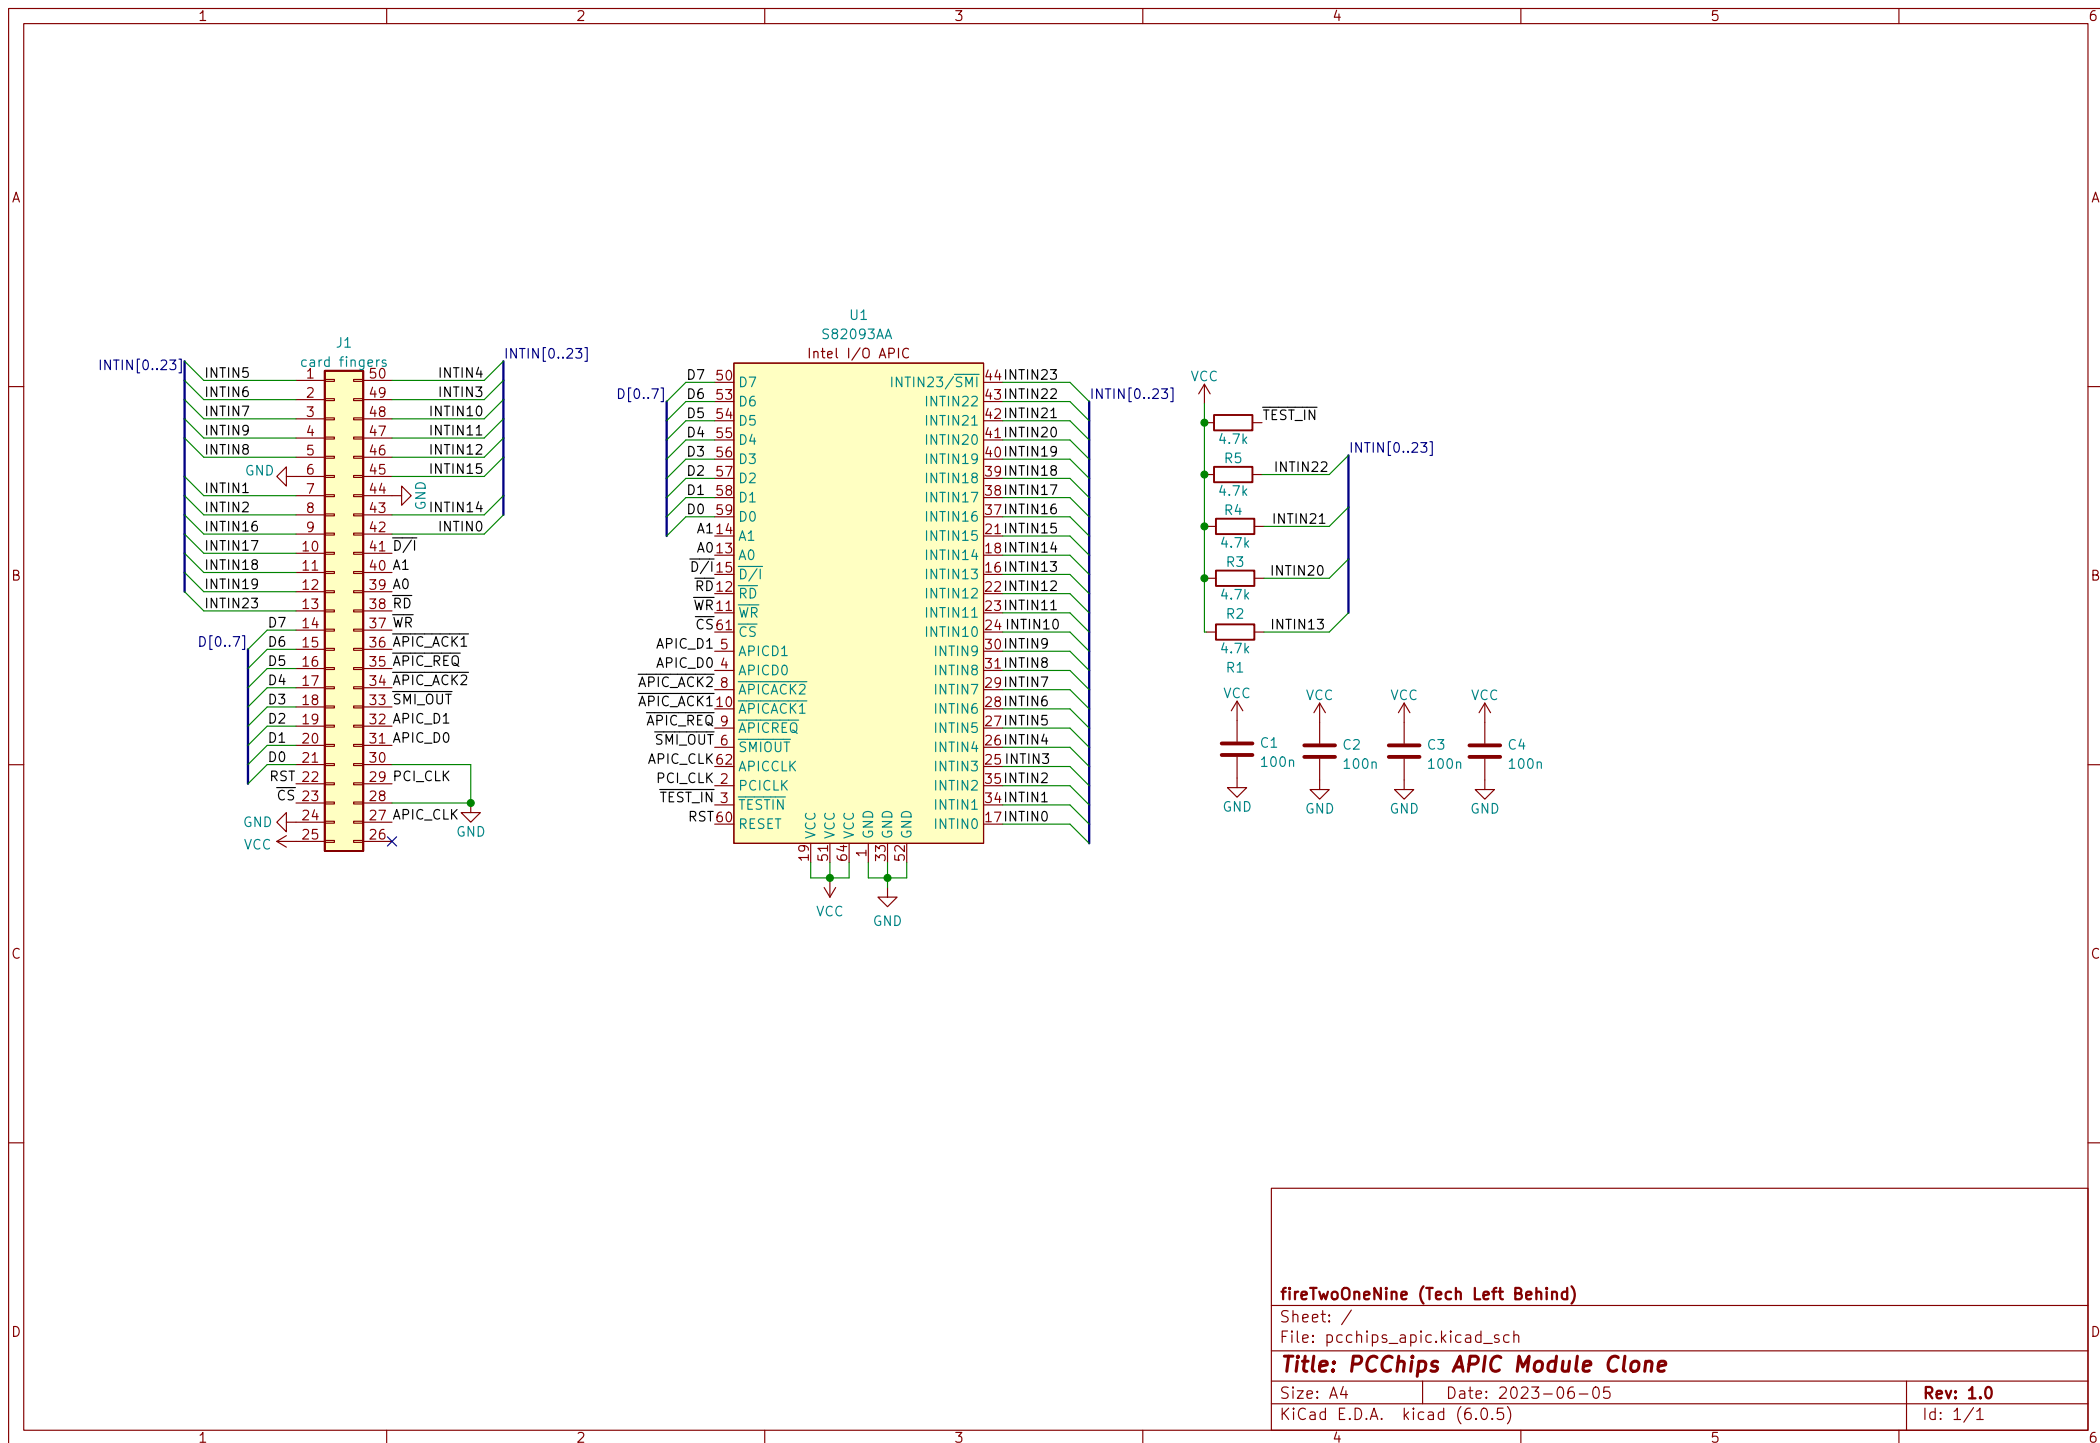 1 2 3 4 5 6
A A
B B
C C
D D
J1
card fingers
INTIN[0..23]
INTIN[0..23]
INTIN5 1 50 INTIN4
INTIN6 2 49 INTIN3
INTIN7 3 48 INTIN10
INTIN9 4 47 INTIN11
INTIN8 5 46 INTIN12
GND 6 45 INTIN15
INTIN1 7 44 GND
INTIN2 8 43 INTIN14
INTIN16 9 42 INTIN0
INTIN17 10 41 D/I
INTIN18 11 40 A1
INTIN19 12 39 A0
INTIN23 13 38 RD
D[0..7]
D7 14 37 WR
D6 15 36 APIC_ACK1
D5 16 35 APIC_REQ
D4 17 34 APIC_ACK2
D3 18 33 SMI_OUT
D2 19 32 APIC_D1
D1 20 31 APIC_D0
D0 21 30
RST 22 29 PCI_CLK
CS 23 28
GND 24 27 APIC_CLK
VCC 25 26
GND
U1
S82093AA
Intel I/O APIC
D[0..7]
INTIN[0..23]
D7 50 D7 INTIN23/SMI 44 INTIN23
D6 53 D6 INTIN22 43 INTIN22
D5 54 D5 INTIN21 42 INTIN21
D4 55 D4 INTIN20 41 INTIN20
D3 56 D3 INTIN19 40 INTIN19
D2 57 D2 INTIN18 39 INTIN18
D1 58 D1 INTIN17 38 INTIN17
D0 59 D0 INTIN16 37 INTIN16
A1 14 A1 INTIN15 21 INTIN15
A0 13 A0 INTIN14 18 INTIN14
D/I 15 D/I INTIN13 16 INTIN13
RD 12 RD INTIN12 22 INTIN12
WR 11 WR INTIN11 23 INTIN11
CS 61 CS INTIN10 24 INTIN10
APIC_D1 5 APICD1 INTIN9 30 INTIN9
APIC_D0 4 APICD0 INTIN8 31 INTIN8
APIC_ACK2 8 APICACK2 INTIN7 29 INTIN7
APIC_ACK1 10 APICACK1 INTIN6 28 INTIN6
APIC_REQ 9 APICREQ INTIN5 27 INTIN5
SMI_OUT 6 SMIOUT INTIN4 26 INTIN4
APIC_CLK 62 APICCLK INTIN3 25 INTIN3
PCI_CLK 2 PCICLK INTIN2 35 INTIN2
TEST_IN 3 TESTIN INTIN1 34 INTIN1
RST 60 RESET INTIN0 17 INTIN0
VCC VCC VCC GND GND GND
19 51 64 1 33 52
VCC
GND
VCC
TEST_IN
4.7k
R5
INTIN[0..23]
INTIN22
4.7k
R4
INTIN21
4.7k
R3
INTIN20
4.7k
R2
INTIN13
4.7k
R1
VCC VCC VCC VCC
C1 C2 C3 C4
100n 100n 100n 100n
GND GND GND GND
fireTwoOneNine (Tech Left Behind)
Sheet: /
File: pcchips_apic.kicad_sch
Title: PCChips APIC Module Clone
Size: A4 Date: 2023-06-05 Rev: 1.0
KiCad E.D.A. kicad (6.0.5) Id: 1/1
1 2 3 4 5 6